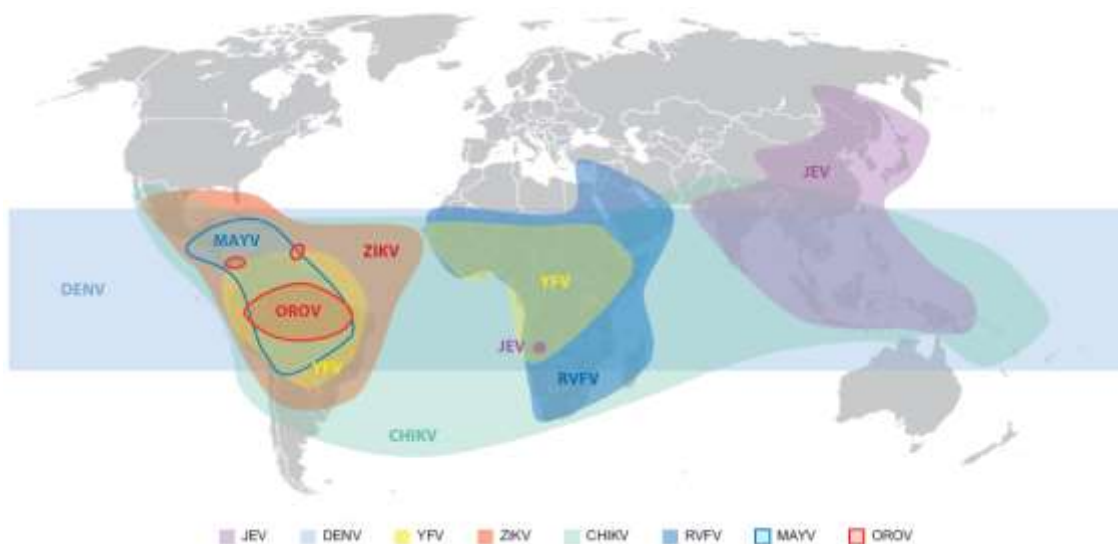 JEV
MAYV
ZIKV
DENV
YFV
OROV
JEV
YFV
RVFV
CHIKV
JEV DENV YFV ZIKV CHIKV RVFV MAYV OROV